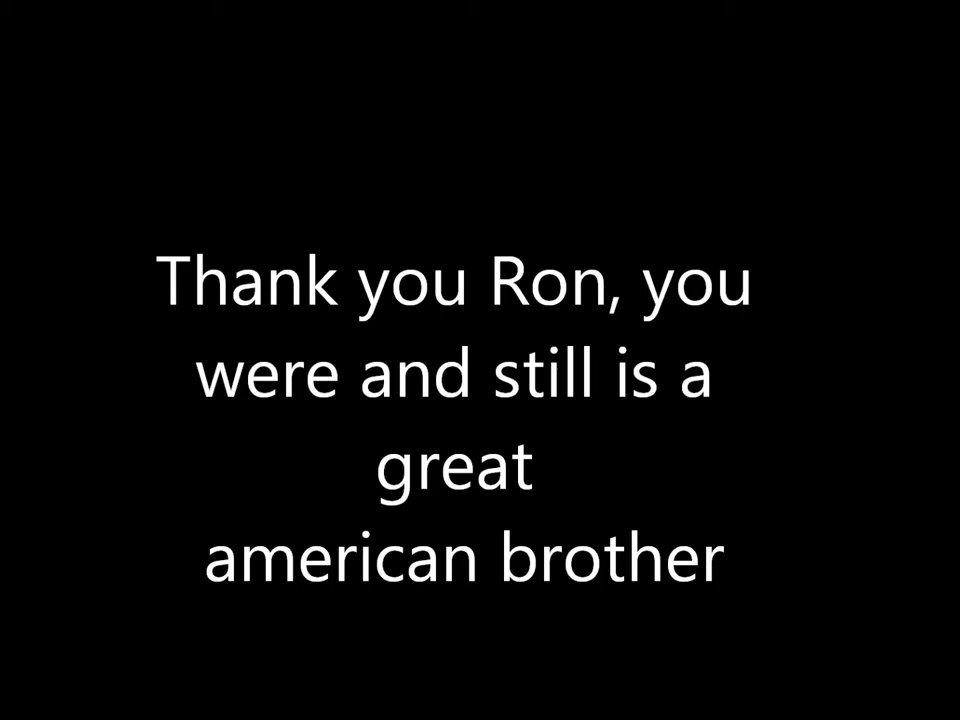 Thank you Ron, you
were and still is a
great
american brother